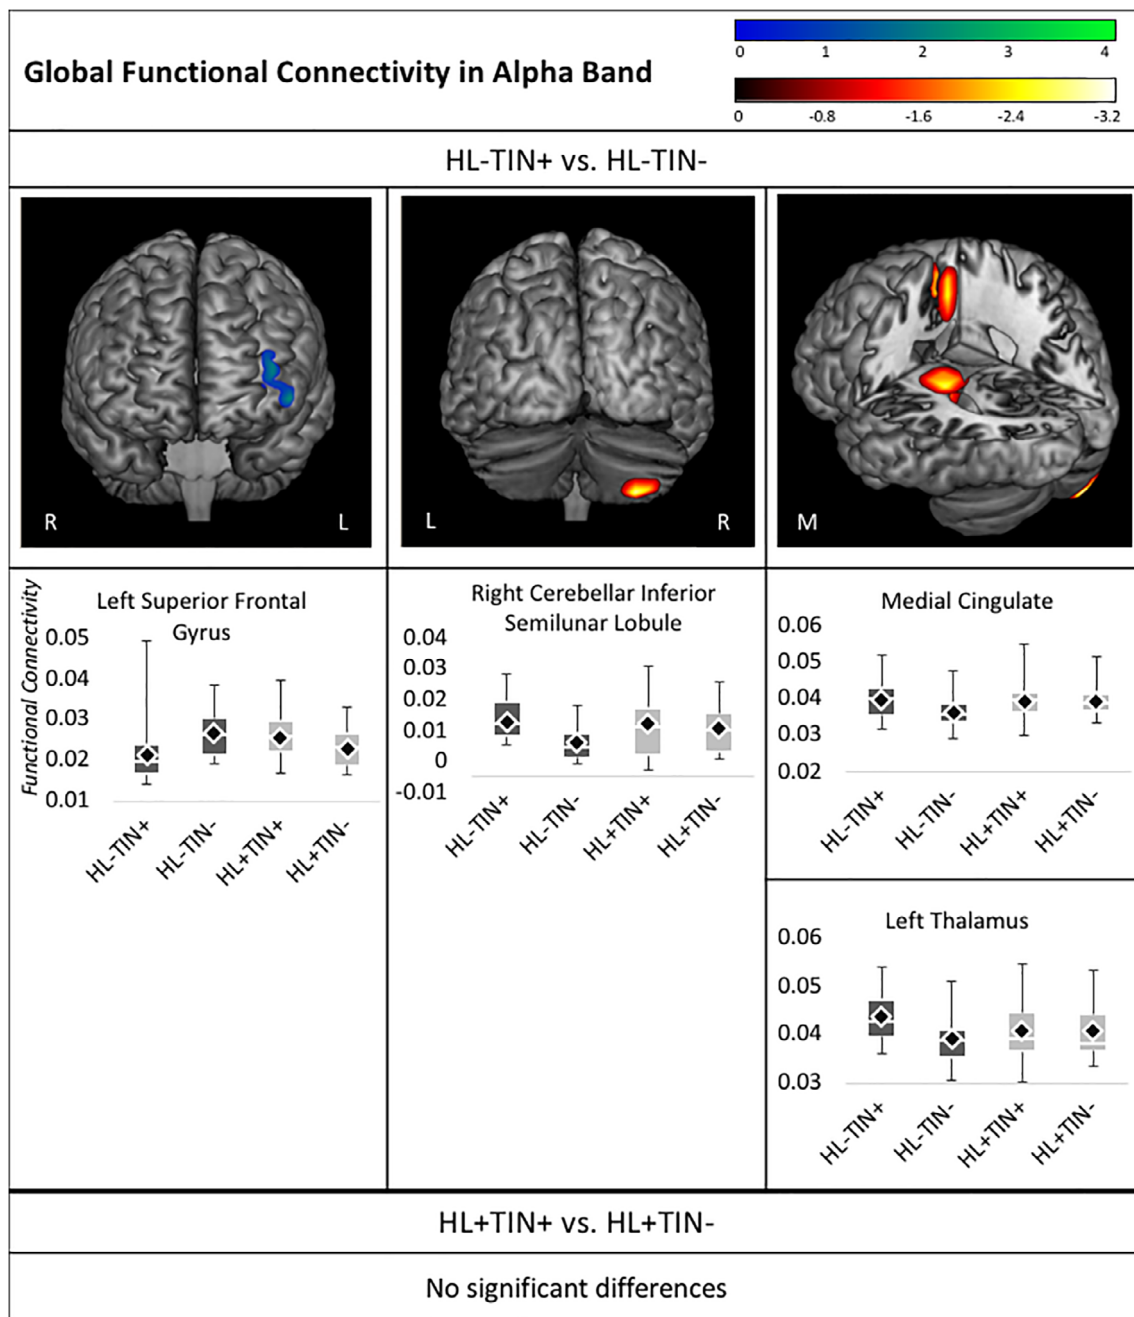 Global Functional Connectivity in Alpha Band
0 1 2 3 4
0 -0.8 -1.6 -2.4 -3.2
HL-TIN+ vs. HL-TIN-
R L
L R
M
Functional Connectivity
Left Superior Frontal
Gyrus
0.05
0.04
0.03
0.02
0.01
HL-TIN+ HL-TIN- HL+TIN+ HL+TIN-
Right Cerebellar Inferior
Semilunar Lobule
0.04
0.03
0.02
0.01
0
-0.01
HL-TIN+ HL-TIN- HL+TIN+ HL+TIN-
Medial Cingulate
0.06
0.05
0.04
0.03
0.02
HL-TIN+ HL-TIN- HL+TIN+ HL+TIN-
Left Thalamus
0.06
0.05
0.04
0.03
HL-TIN+ HL-TIN- HL+TIN+ HL+TIN-
HL+TIN+ vs. HL+TIN-
No significant differences